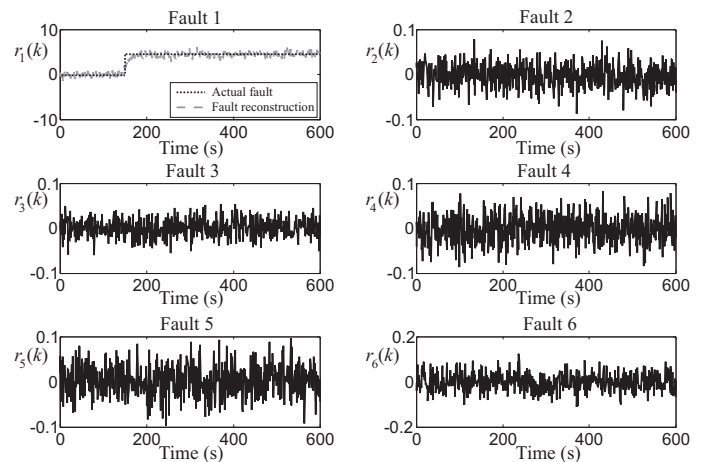 Fault 1
10
r1(k)
0
-10
Actual fault
Fault reconstruction
0
200
400
600
Time (s)
Fault 2
0.1
r2(k)
0
-0.1
0
200
400
600
Time (s)
Fault 3
0.1
r3(k)
0
-0.1
0
200
400
600
Time (s)
Fault 4
0.1
r4(k)
0
-0.1
0
200
400
600
Time (s)
Fault 5
0.1
r5(k)
0
-0.1
0
200
400
600
Time (s)
Fault 6
0.2
r6(k)
0
-0.2
0
200
400
600
Time (s)